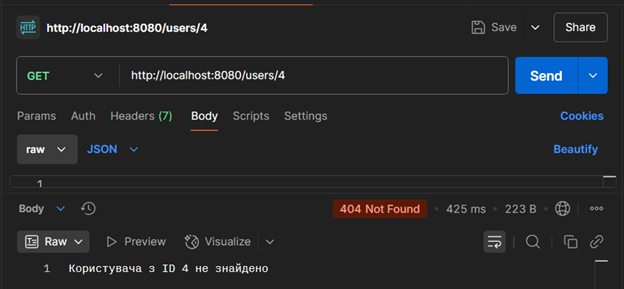 HTTP http://localhost:8080/users/4 Save Share
GET http://localhost:8080/users/4 Send
Params Auth Headers (7) Body Scripts Settings Cookies
raw JSON Beautify
1
Body 404 Not Found • 425 ms • 223 B
Raw Preview Visualize
1 Користувача з ID 4 не знайдено